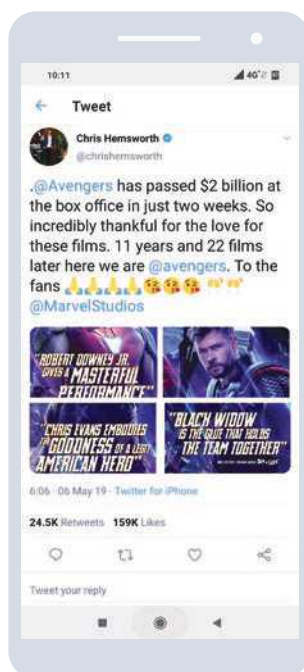 10:11
4G
Tweet
Chris Hemsworth
@chrishemsworth
.@Avengers has passed $2 billion at
the box office in just two weeks. So
incredibly thankful for the love for
these films. 11 years and 22 films
later here we are @avengers. To the
fans 🙏🙏🙏🙏😘😘😘🙌🙌
@MarvelStudios
"ROBERT DOWNEY JR.
GIVES A MASTERFUL
PERFORMANCE"
"CHRIS EVANS EMBODIES
THE GOODNESS OF A LEGIT
AMERICAN HERO"
"BLACK WIDOW
IS THE GLUE THAT HOLDS
THE TEAM TOGETHER"
6:06 · 06 May 19 · Twitter for iPhone
24.5K Retweets 159K Likes
Tweet your reply